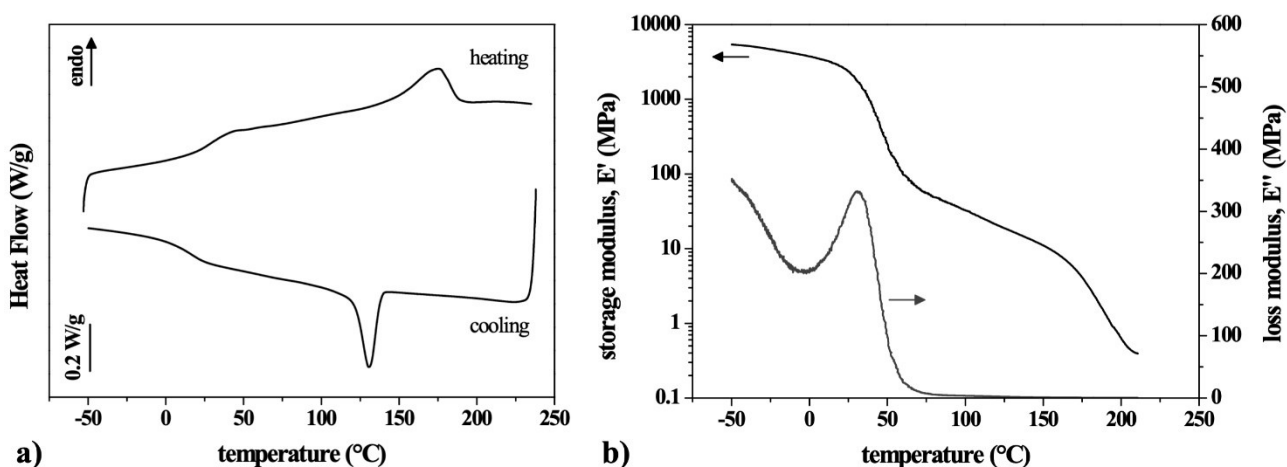 endo
heating
Heat Flow (W/g)
0.2 W/g
cooling
-50 0 50 100 150 200 250
temperature (°C)
a)
10000
1000
100
10
1
0.1
storage modulus, E' (MPa)
600
500
400
300
200
100
0
loss modulus, E" (MPa)
-50 0 50 100 150 200 250
temperature (°C)
b)